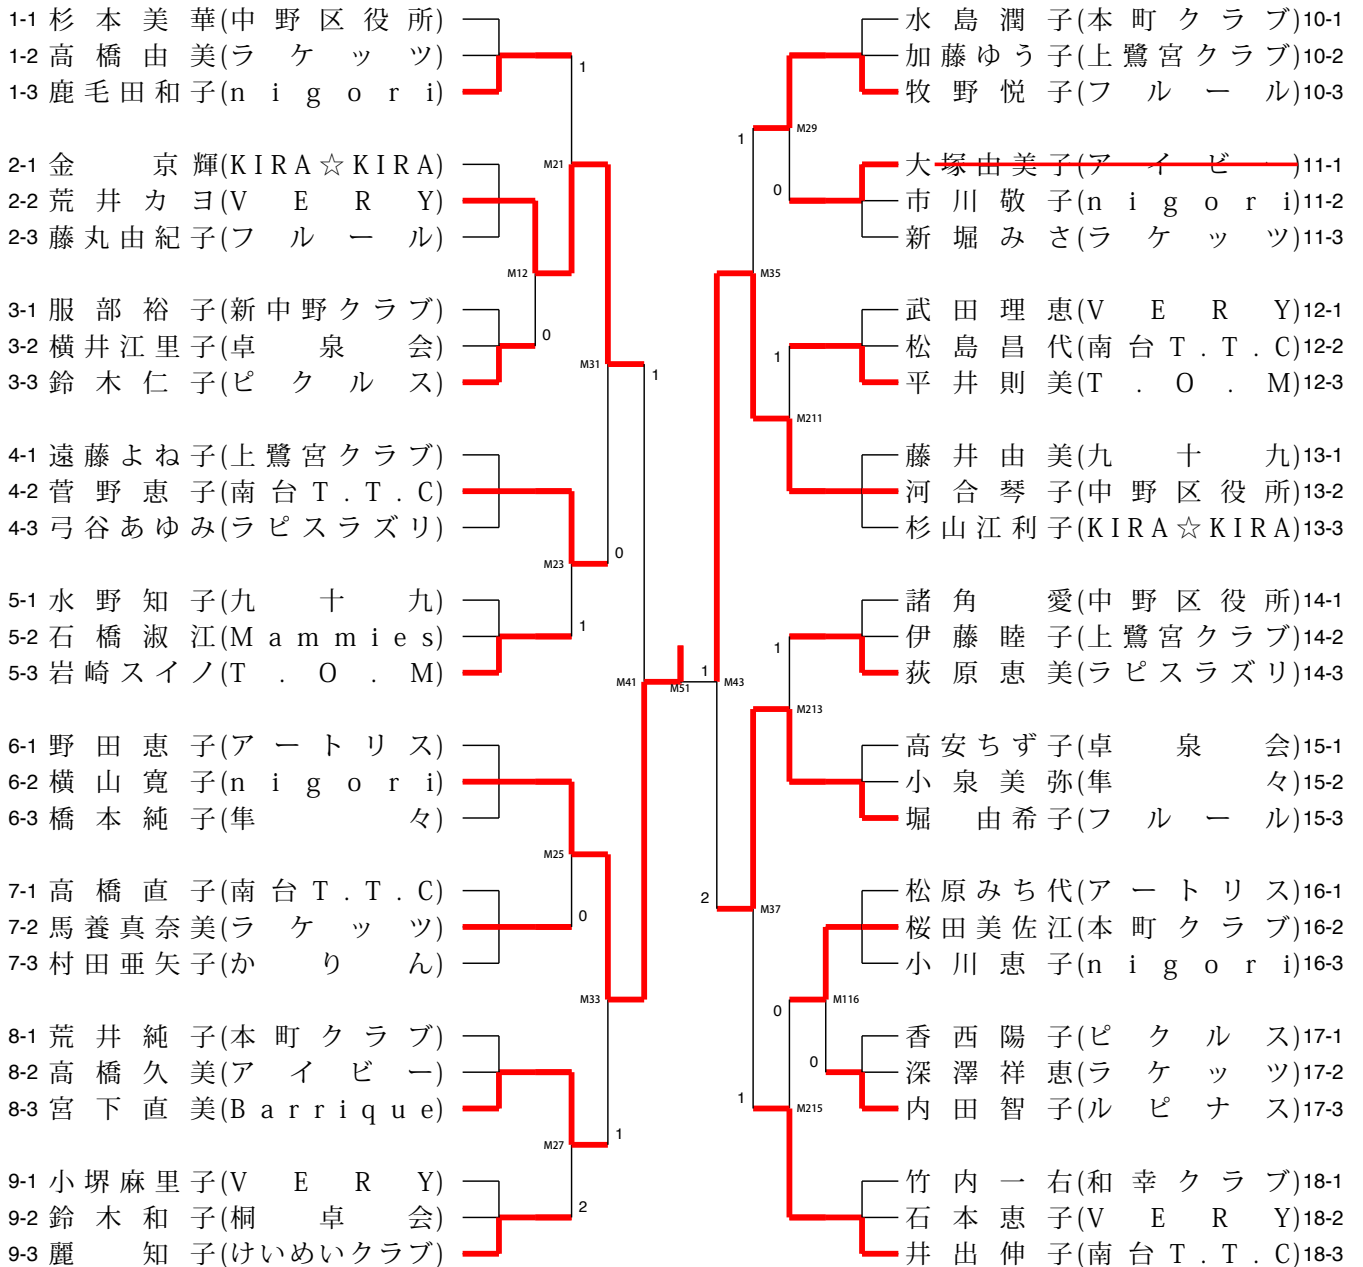 1-1 杉本美華(中野区役所)
1-2 高橋由美(ラケッツ)
1-3 鹿毛田和子(nigori)
1
M21
2-1 金 京輝(KIRA☆KIRA)
2-2 荒井カヨ(VERY)
2-3 藤丸由紀子(フルール)
M12
3-1 服部裕子(新中野クラブ)
3-2 横井江里子(卓泉会)
3-3 鈴木仁子(ピクルス)
0
M31
1
4-1 遠藤よね子(上鷺宮クラブ)
4-2 菅野恵子(南台T.T.C)
4-3 弓谷あゆみ(ラピスラズリ)
M23
0
5-1 水野知子(九十九)
5-2 石橋淑江(Mammies)
5-3 岩崎スイノ(T.O.M)
1
M41
M51
6-1 野田恵子(アートリス)
6-2 横山寛子(nigori)
6-3 橋本純子(隼々)
M25
7-1 高橋直子(南台T.T.C)
7-2 馬養真奈美(ラケッツ)
7-3 村田亜矢子(かりん)
0
M33
8-1 荒井純子(本町クラブ)
8-2 高橋久美(アイビー)
8-3 宮下直美(Barrique)
M27
1
9-1 小堺麻里子(VERY)
9-2 鈴木和子(桐卓会)
9-3 麗 知子(けいめいクラブ)
2
水島潤子(本町クラブ)10-1
加藤ゆう子(上鷺宮クラブ)10-2
牧野悦子(フルール)10-3
1
M29
大塚由美子(アイビー)11-1
市川敬子(nigori)11-2
新堀みさ(ラケッツ)11-3
0
M35
武田理恵(VERY)12-1
松島昌代(南台T.T.C)12-2
平井則美(T.O.M)12-3
1
M211
藤井由美(九十九)13-1
河合琴子(中野区役所)13-2
杉山江利子(KIRA☆KIRA)13-3
諸角 愛(中野区役所)14-1
伊藤睦子(上鷺宮クラブ)14-2
荻原恵美(ラピスラズリ)14-3
1
1
M43
M213
高安ちず子(卓泉会)15-1
小泉美弥(隼々)15-2
堀 由希子(フルール)15-3
2
M37
松原みち代(アートリス)16-1
桜田美佐江(本町クラブ)16-2
小川恵子(nigori)16-3
0
M116
香西陽子(ピクルス)17-1
深澤祥恵(ラケッツ)17-2
内田智子(ルピナス)17-3
0
1
M215
竹内一右(和幸クラブ)18-1
石本恵子(VERY)18-2
井出伸子(南台T.T.C)18-3